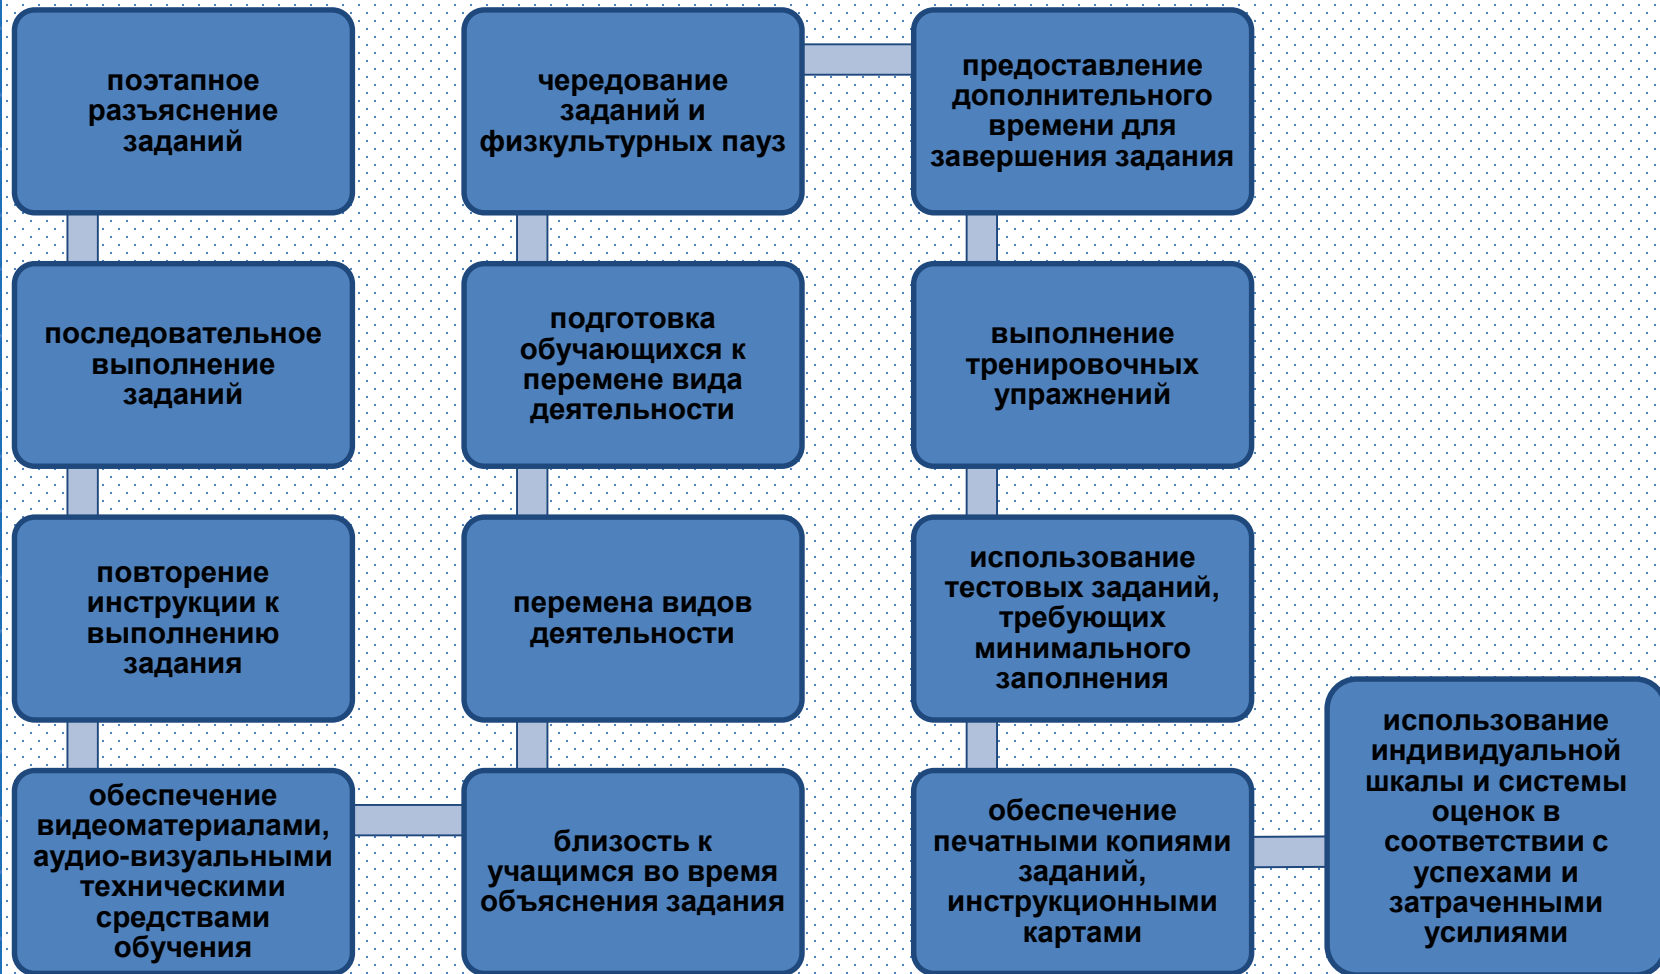 поэтапное
разъяснение
заданий
последовательное
выполнение
заданий
повторение
инструкции к
выполнению
задания
обеспечение
видеоматериалами,
аудио-визуальными
техническими
средствами
обучения
близость к
учащимся во время
объяснения задания
перемена видов
деятельности
подготовка
обучающихся к
перемене вида
деятельности
чередование
заданий и
физкультурных пауз
предоставление
дополнительного
времени для
завершения задания
выполнение
тренировочных
упражнений
использование
тестовых заданий,
требующих
минимального
заполнения
обеспечение
печатными копиями
заданий,
инструкционными
картами
использование
индивидуальной
шкалы и системы
оценок в
соответствии с
успехами и
затраченными
усилиями